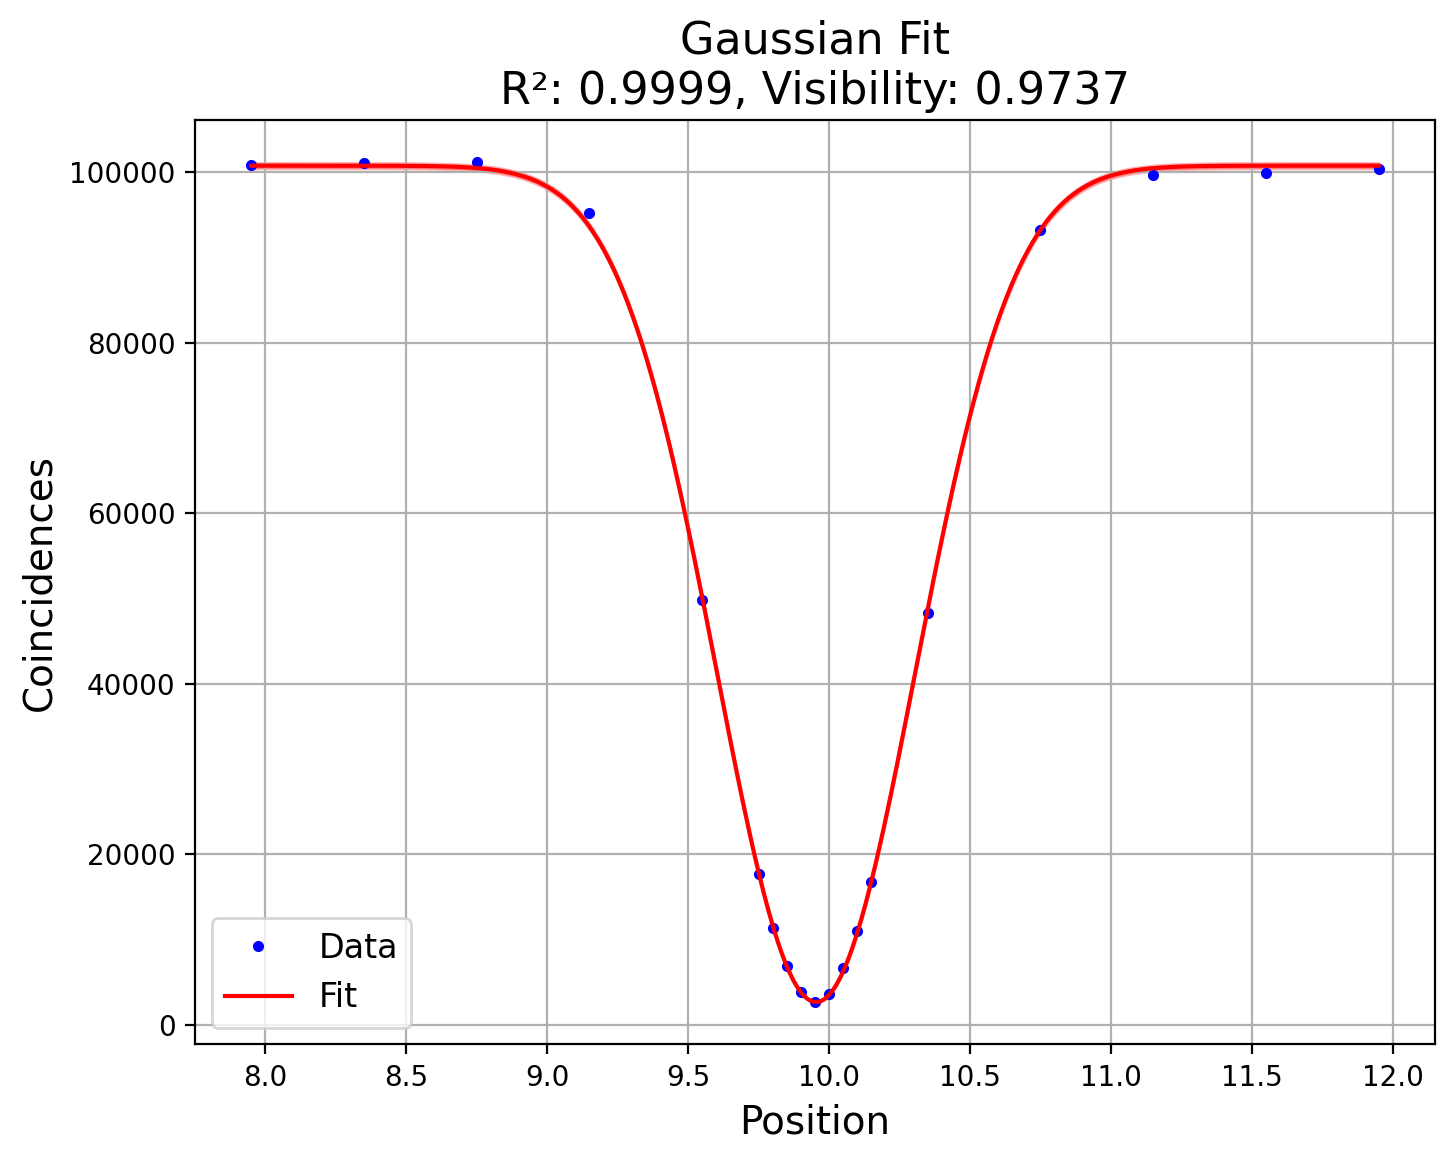 Gaussian Fit
R²: 0.9999, Visibility: 0.9737
100000
80000
60000
40000
20000
0
Coincidences
Data
Fit
8.0 8.5 9.0 9.5 10.0 10.5 11.0 11.5 12.0
Position